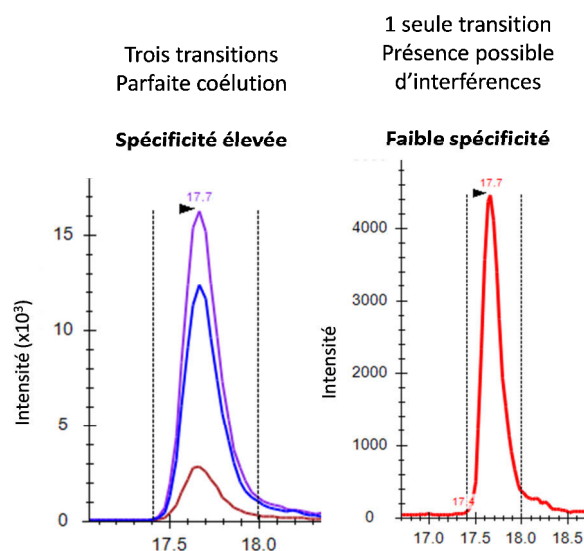 Trois transitions
Parfaite coélution
Spécificité élevée
1 seule transition
Présence possible
d'interférences
Faible spécificité
Intensité (x10³)
15
10
5
0
17.7
17.5
18.0
Intensité
4000
3000
2000
1000
0
17.7
17.4
17.0
17.5
18.0
18.5